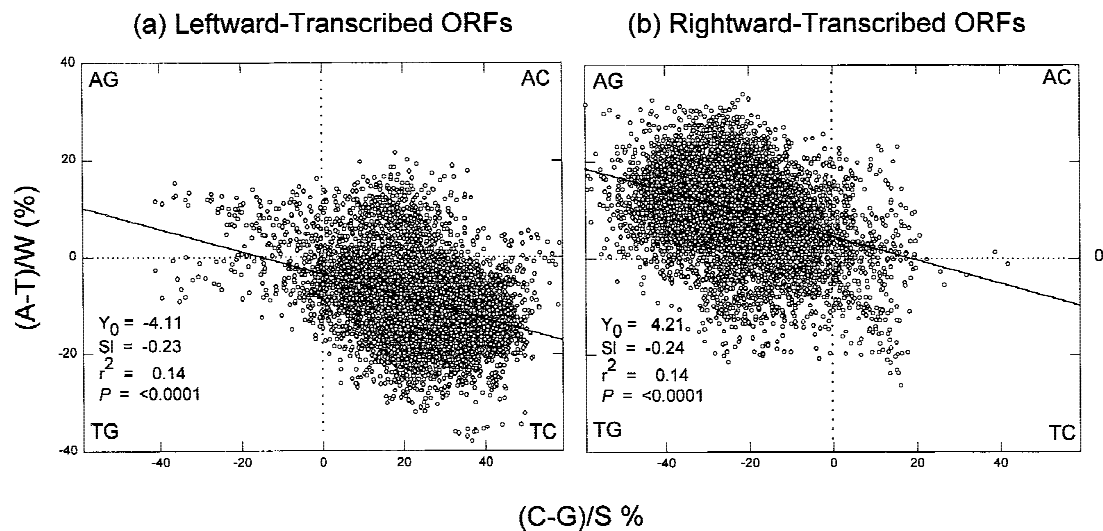 (a) Leftward-Transcribed ORFs
(b) Rightward-Transcribed ORFs
(A-T)/W (%)
40
20
0
-20
-40
AG
AC
Y0 = -4.11
Sl = -0.23
r2 = 0.14
P = <0.0001
TG
TC
-40 -20 0 20 40
AG
AC
0
Y0 = 4.21
Sl = -0.24
r2 = 0.14
P = <0.0001
TG
TC
-40 -20 0 20 40
(C-G)/S %